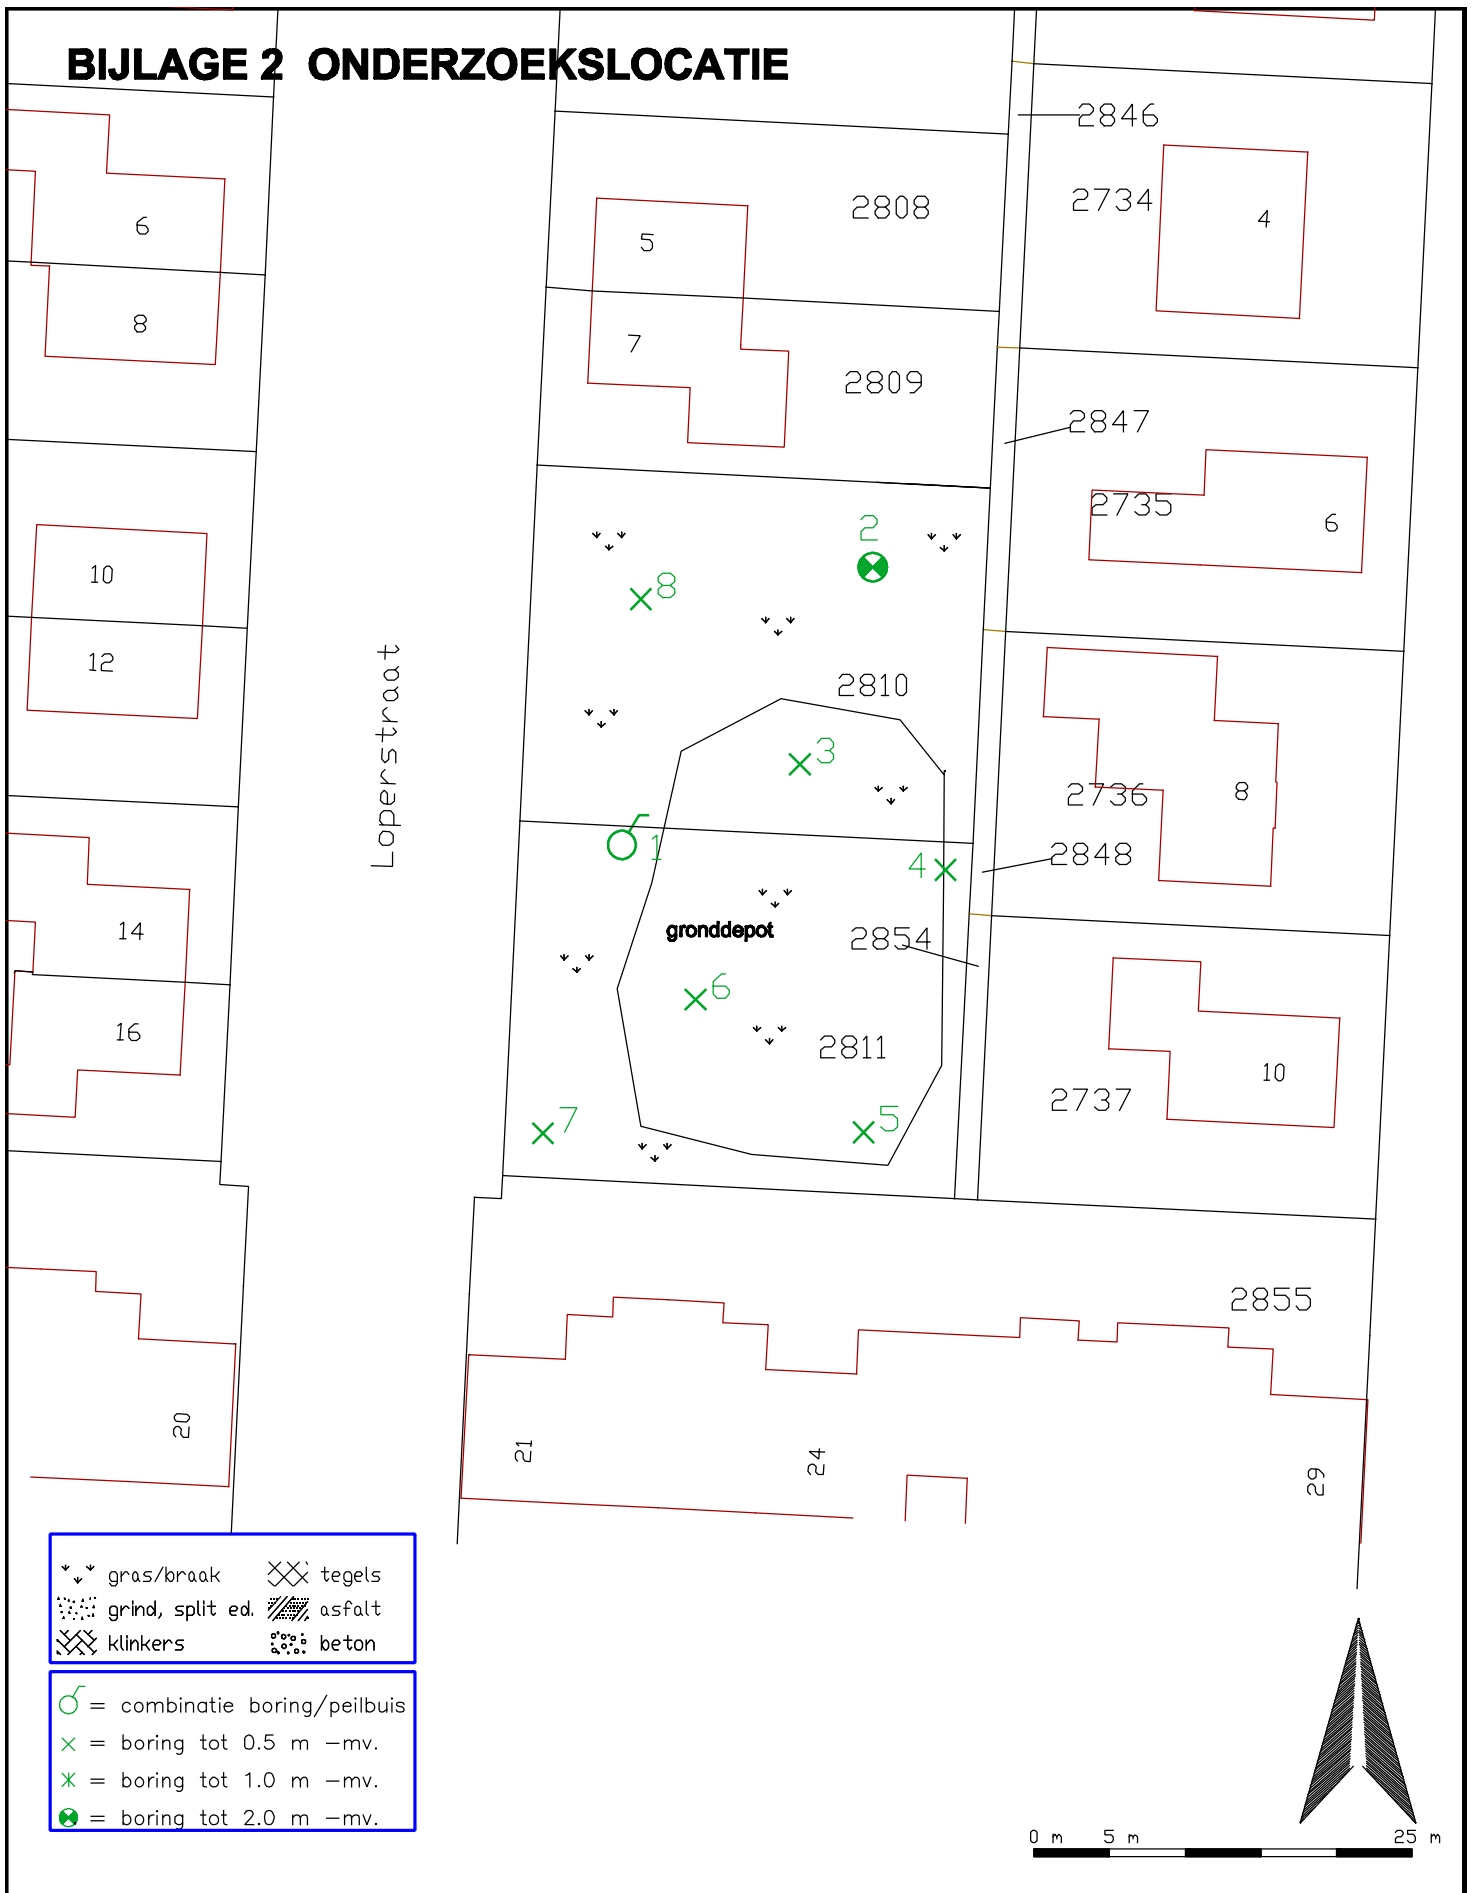 BIJLAGE 2 ONDERZOEKSLOCATIE
2846
2734
4
2808
5
6
8
7
2809
2847
2735
6
2
8
10
12
2810
Loperstraat
3
2736
8
1
4
2848
gronddepot
2854
14
6
16
2811
10
2737
7
5
2855
20
21
24
29
gras/braak
tegels
grind, split ed.
asfalt
klinkers
beton
= combinatie boring/peilbuis
= boring tot 0.5 m -mv.
= boring tot 1.0 m -mv.
= boring tot 2.0 m -mv.
0 m 5 m 25 m